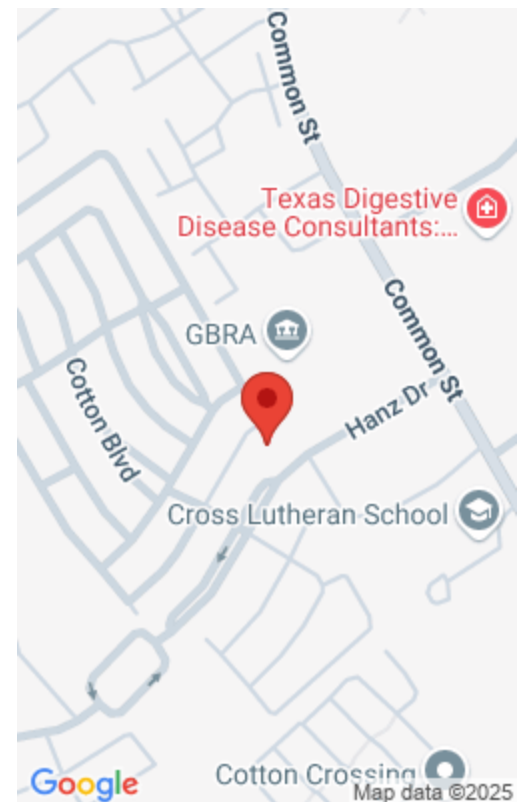 Common St
Texas Digestive
Disease Consultants:...
GBRA
Common St
Cotton Blvd
Hanz Dr
Cross Lutheran School
Cotton Crossing
Google
Map data ©2025